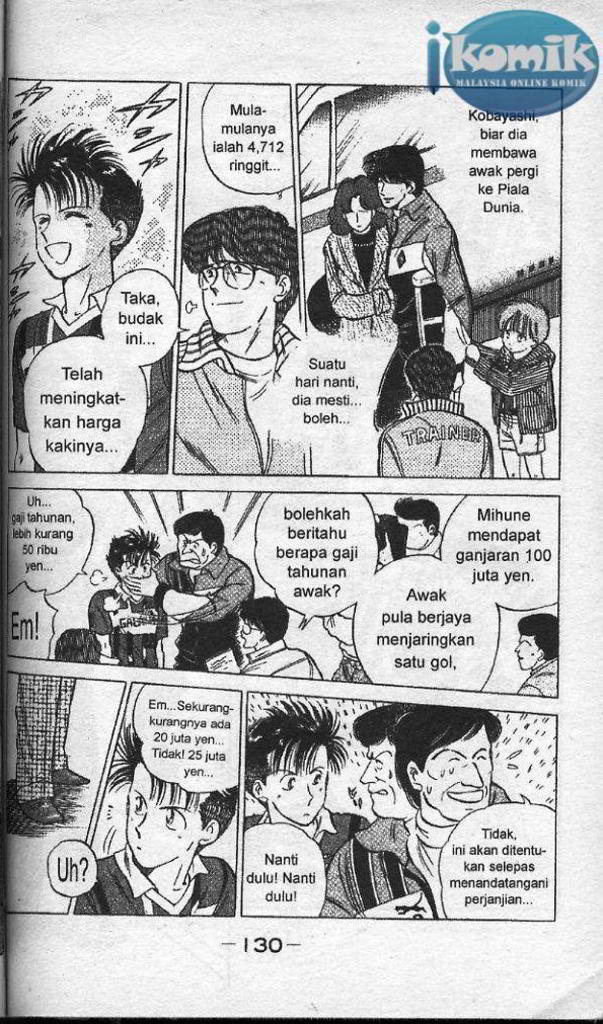 ikomik
MALAYSIA ONLINE KOMIK
Kobayashi,
biar dia
membawa
awak pergi
ke Piala
Dunia.
TRAINER
Suatu
hari nanti,
dia mesti...
boleh...
Mula-
mulanya
ialah 4,712
ringgit...
Taka,
budak
ini...
Telah
meningkat-
kan harga
kakinya...
Mihune
mendapat
ganjaran 100
juta yen.
Awak
pula berjaya
menjaringkan
satu gol,
bolehkah
beritahu
berapa gaji
tahunan
awak?
Uh...
gaji tahunan,
lebih kurang
50 ribu
yen...
Em!
Tidak,
ini akan ditentu-
kan selepas
menandatangani
perjanjian...
Nanti
dulu! Nanti
dulu!
Em...Sekurang-
kurangnya ada
20 juta yen...
Tidak! 25 juta
yen...
Uh?
－130－